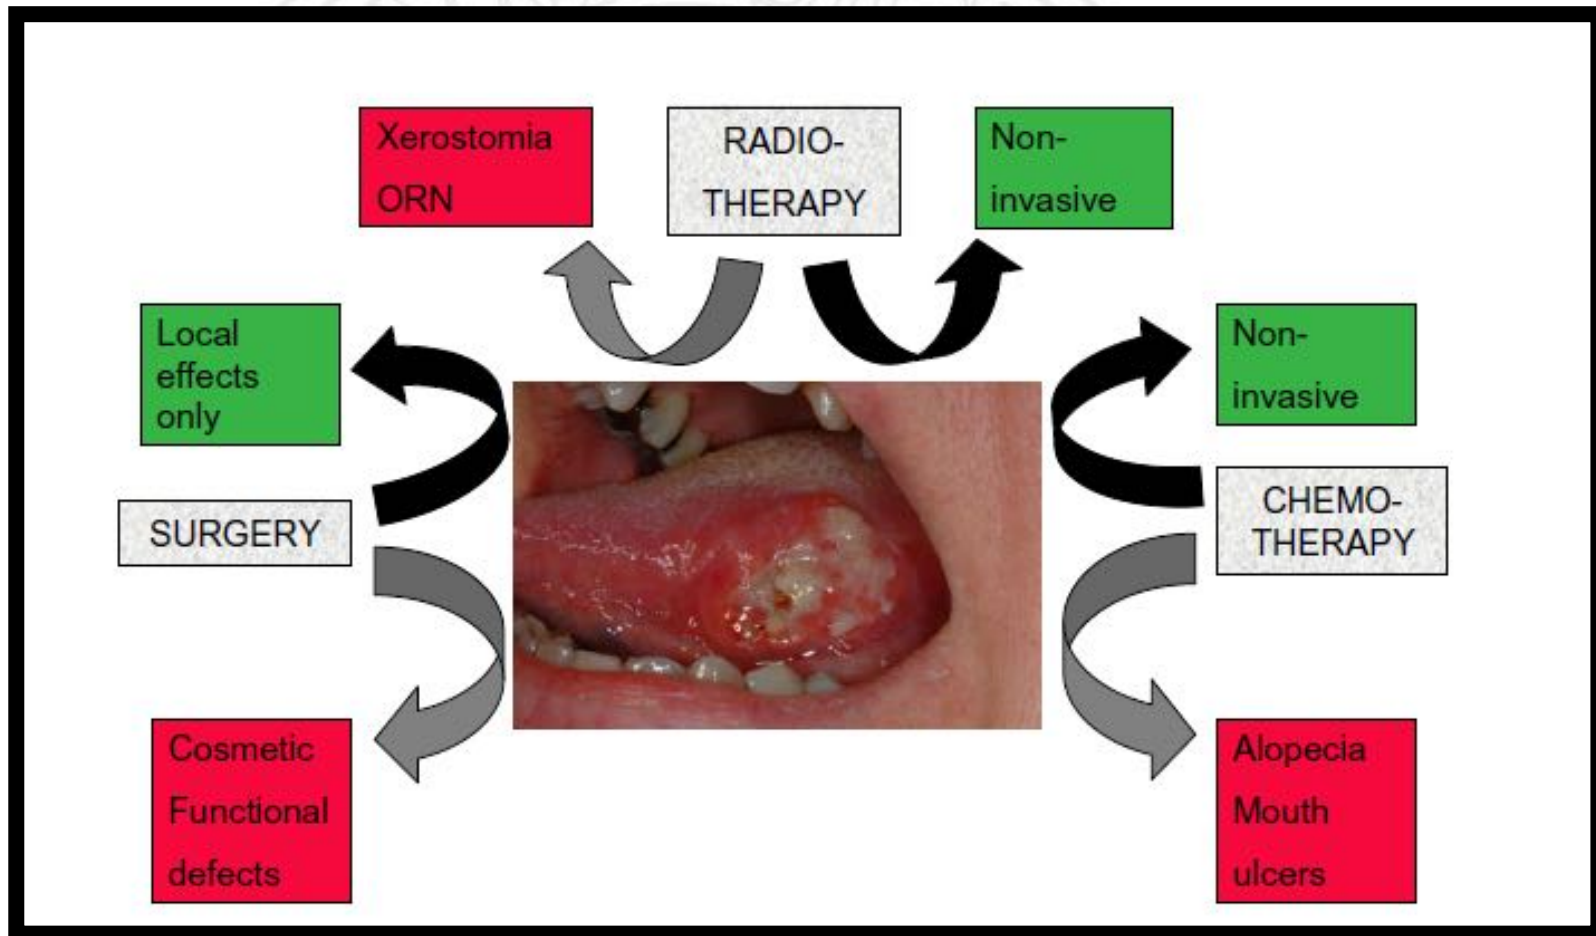 Xerostomia
ORN
RADIO-
THERAPY
Non-
invasive
Local
effects
only
Non-
invasive
SURGERY
CHEMO-
THERAPY
Cosmetic
Functional
defects
Alopecia
Mouth
ulcers